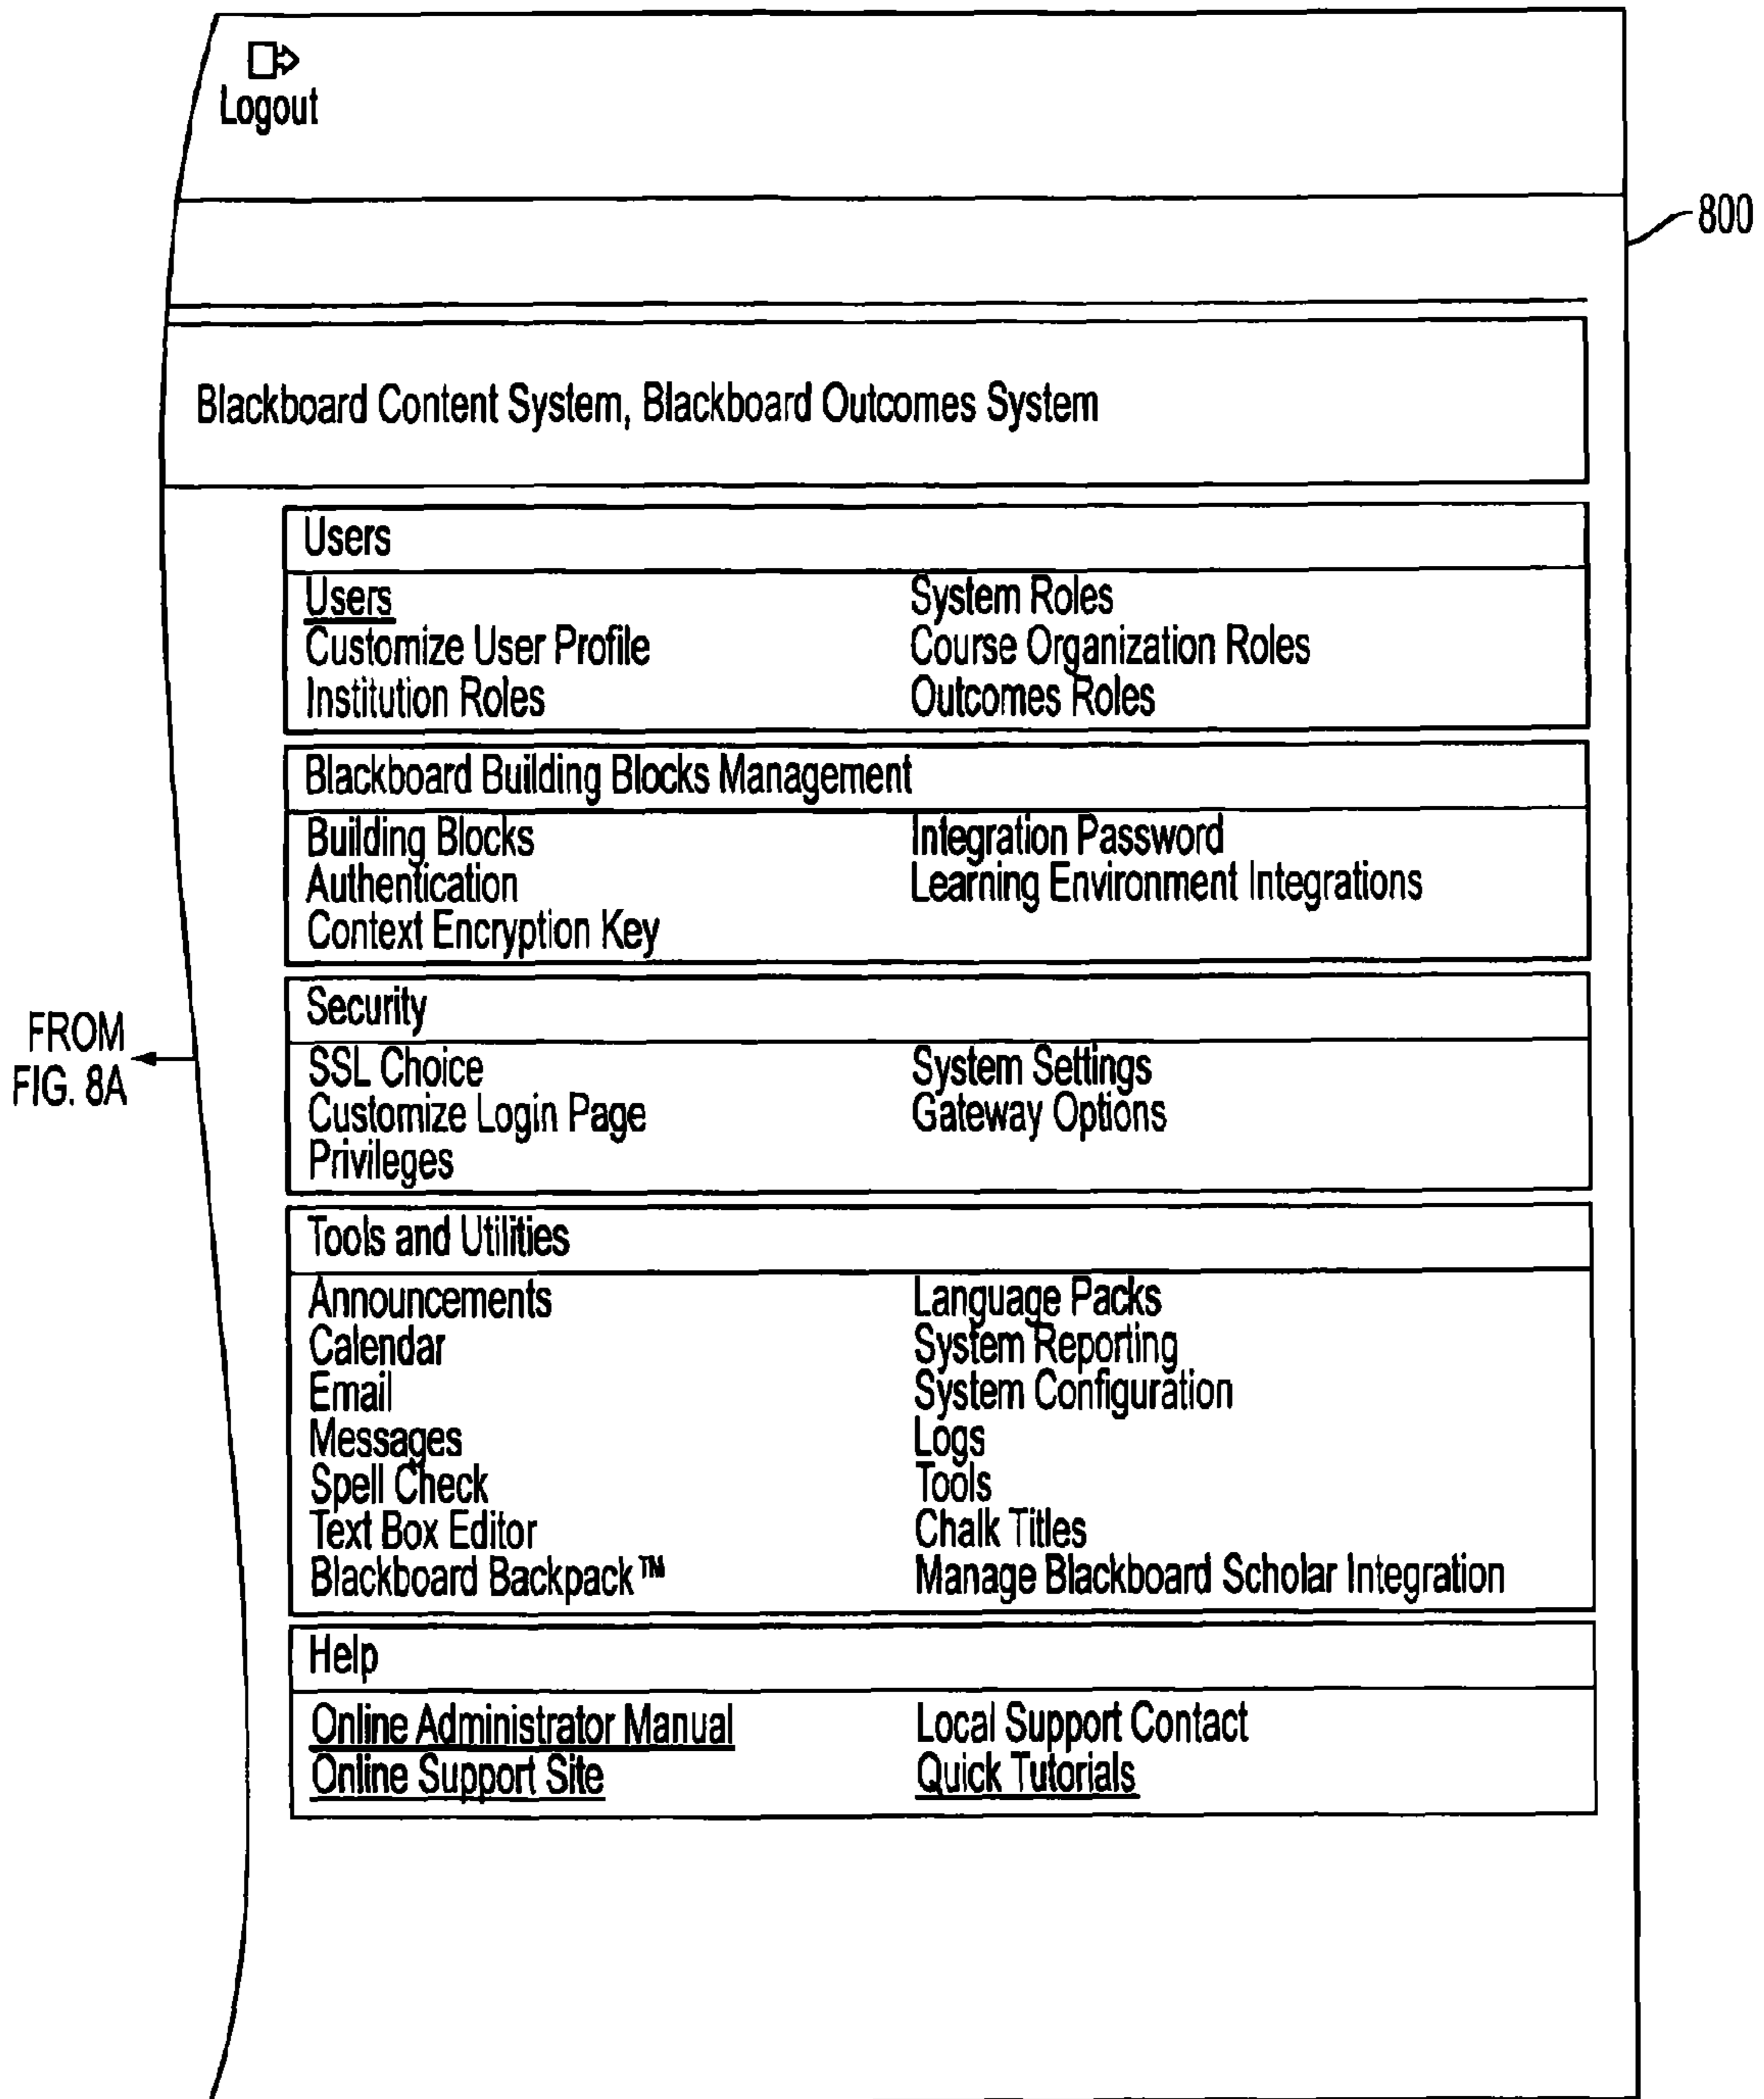 Logout
800
Blackboard Content System, Blackboard Outcomes System
Users
Users
System Roles
Customize User Profile
Course Organization Roles
Institution Roles
Outcomes Roles
Blackboard Building Blocks Management
Building Blocks
Integration Password
Authentication
Learning Environment Integrations
Context Encryption Key
FROM
FIG. 8A
Security
SSL Choice
System Settings
Customize Login Page
Gateway Options
Privileges
Tools and Utilities
Announcements
Language Packs
Calendar
System Reporting
Email
System Configuration
Messages
Logs
Spell Check
Tools
Text Box Editor
Chalk Titles
Blackboard Backpack™
Manage Blackboard Scholar Integration
Help
Online Administrator Manual
Local Support Contact
Online Support Site
Quick Tutorials